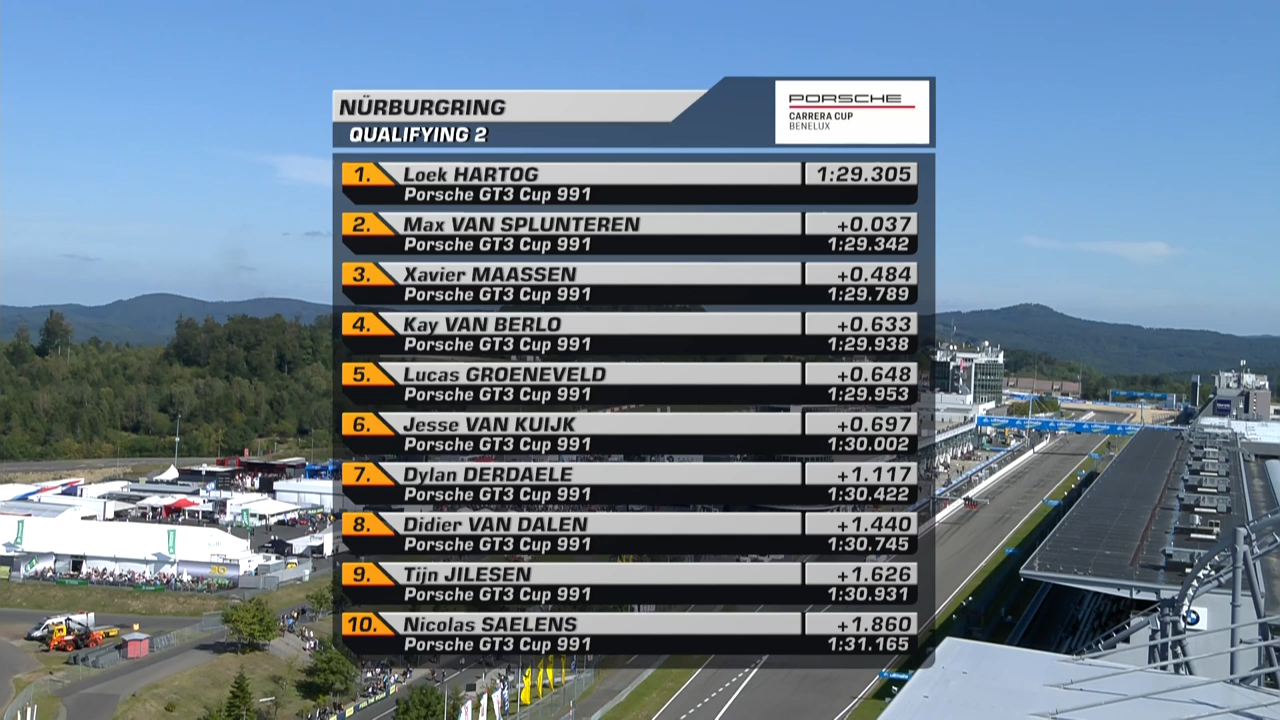 NÜRBURGRING
QUALIFYING 2
PORSCHE
CARRERA CUP
BENELUX
1. Loek HARTOG 1:29.305
Porsche GT3 Cup 991
2. Max VAN SPLUNTEREN +0.037
Porsche GT3 Cup 991 1:29.342
3. Xavier MAASSEN +0.484
Porsche GT3 Cup 991 1:29.789
4. Kay VAN BERLO +0.633
Porsche GT3 Cup 991 1:29.938
5. Lucas GROENEVELD +0.648
Porsche GT3 Cup 991 1:29.953
6. Jesse VAN KUIJK +0.697
Porsche GT3 Cup 991 1:30.002
7. Dylan DERDAELE +1.117
Porsche GT3 Cup 991 1:30.422
8. Didier VAN DALEN +1.440
Porsche GT3 Cup 991 1:30.745
9. Tijn JILESEN +1.626
Porsche GT3 Cup 991 1:30.931
10. Nicolas SAELENS +1.860
Porsche GT3 Cup 991 1:31.165